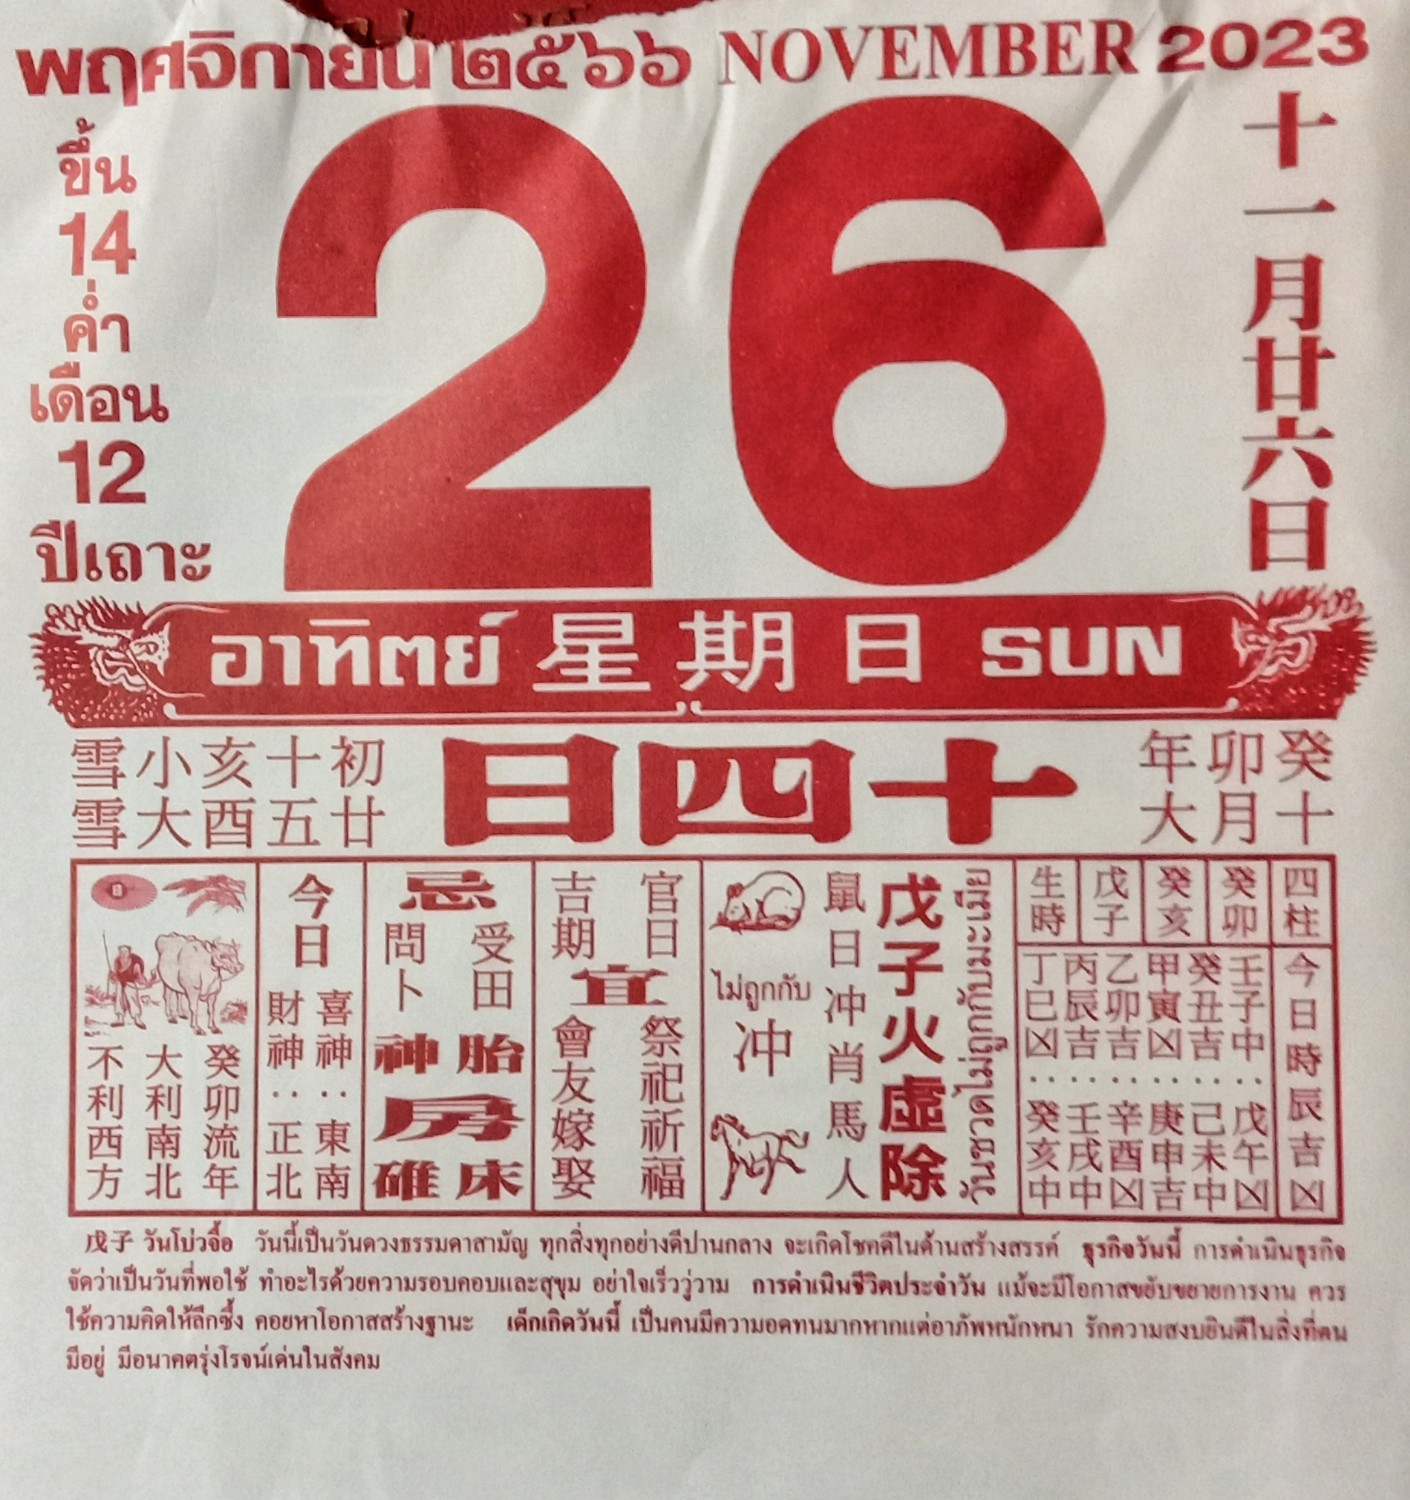 พฤศจิกายน ๒๕๖๖ NOVEMBER 2023
ขึ้น
14
ค่ำ
เดือน
12
ปีเถาะ
26
十一月廿六日
อาทิตย์ 星期日 SUN
癸卯年
十月大
十四日
初十亥小雪
廿五酉大雪
四柱
癸卯
癸亥
戊子
生時
今日時辰吉凶
壬子中‥戊午凶
癸丑吉‥己未中
甲寅凶‥庚申吉
乙卯吉‥辛酉凶
丙辰吉‥壬戌中
丁巳凶‥癸亥中
วันชวดไม่ถูกกับมะเมีย
戊子火虛除
鼠日冲肖馬人
ไม่ถูกกับ
冲
官日
吉期
宜
祭祀祈福
會友嫁娶
忌
受田
問卜
胎神
房
床碓
今日
喜神‥東南
財神‥正北
癸卯流年
大利南北
不利西方
戊子 วันโบ่วจื้อ วันนี้เป็นวันดวงธรรมดาสามัญ ทุกสิ่งทุกอย่างดีปานกลาง จะเกิดโชคดีในด้านสร้างสรรค์ ธุรกิจวันนี้ การดำเนินธุรกิจ
จัดว่าเป็นวันที่พอใช้ ทำอะไรด้วยความรอบคอบและสุขุม อย่าใจเร็ววู่วาม การดำเนินชีวิตประจำวัน แม้จะมีโอกาสขยับขยายการงาน ควร
ใช้ความคิดให้ลึกซึ้ง คอยหาโอกาสสร้างฐานะ เด็กเกิดวันนี้ เป็นคนมีความอดทนมากหากแต่อาภัพหนักหนา รักความสงบยินดีในสิ่งที่ตน
มีอยู่ มีอนาคตรุ่งโรจน์เด่นในสังคม